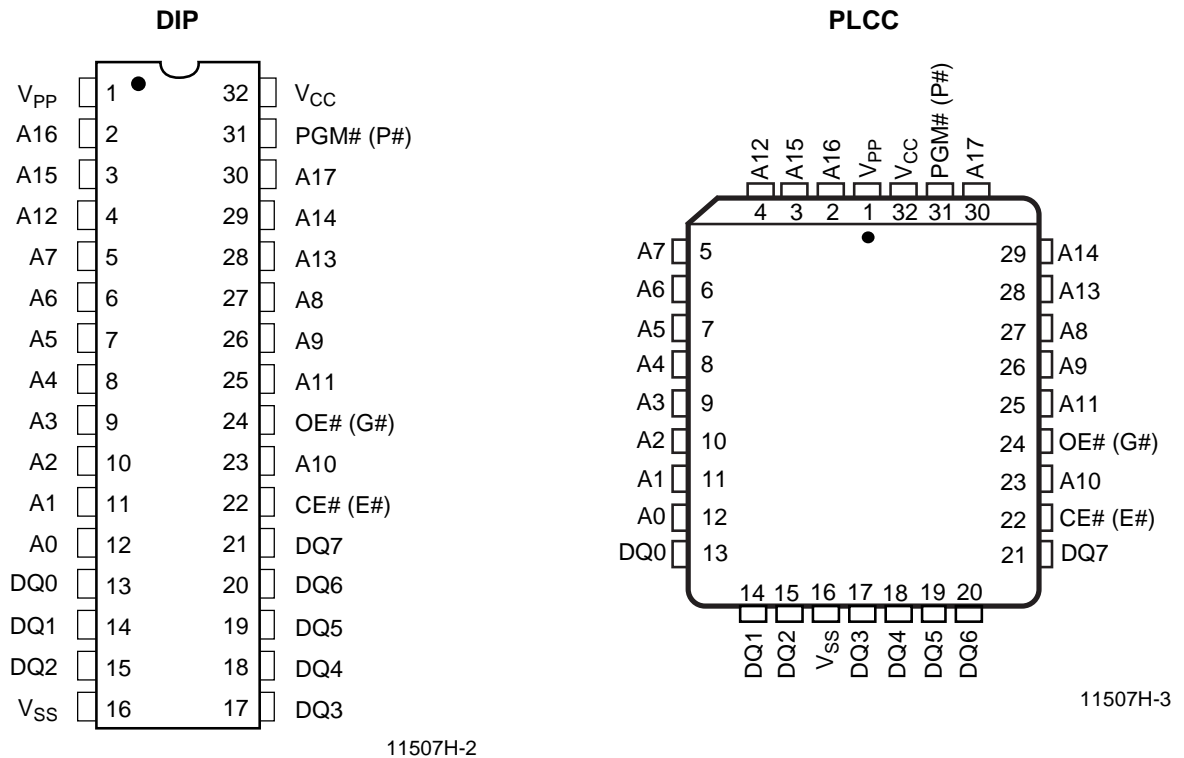 DIP
V_PP 1 32 V_CC
A16 2 31 PGM# (P#)
A15 3 30 A17
A12 4 29 A14
A7 5 28 A13
A6 6 27 A8
A5 7 26 A9
A4 8 25 A11
A3 9 24 OE# (G#)
A2 10 23 A10
A1 11 22 CE# (E#)
A0 12 21 DQ7
DQ0 13 20 DQ6
DQ1 14 19 DQ5
DQ2 15 18 DQ4
V_SS 16 17 DQ3
11507H-2
PLCC
A12 A15 A16 V_PP V_CC PGM# (P#) A17
4 3 2 1 32 31 30
A7 5 29 A14
A6 6 28 A13
A5 7 27 A8
A4 8 26 A9
A3 9 25 A11
A2 10 24 OE# (G#)
A1 11 23 A10
A0 12 22 CE# (E#)
DQ0 13 21 DQ7
14 15 16 17 18 19 20
DQ1 DQ2 V_SS DQ3 DQ4 DQ5 DQ6
11507H-3